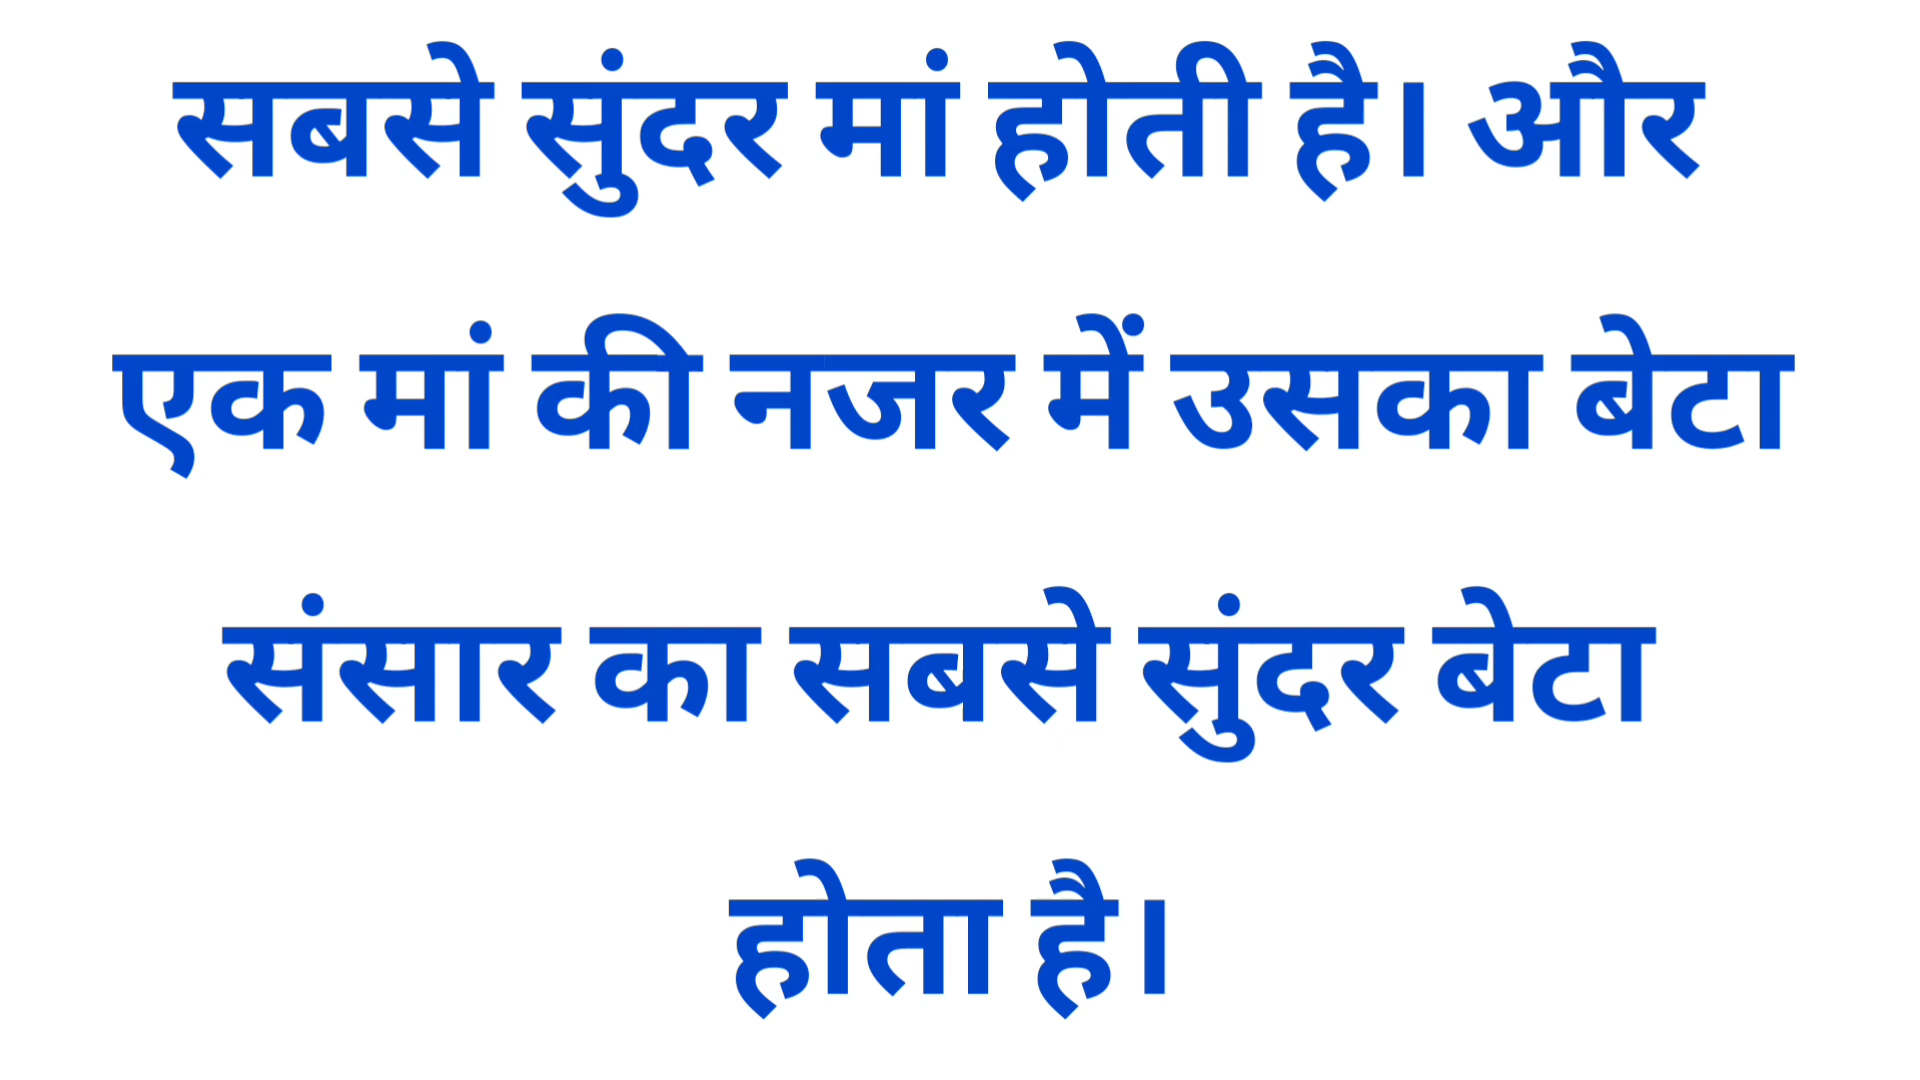 सबसे सुंदर मां होती है। और
एक मां की नजर में उसका बेटा
संसार का सबसे सुंदर बेटा
होता है।